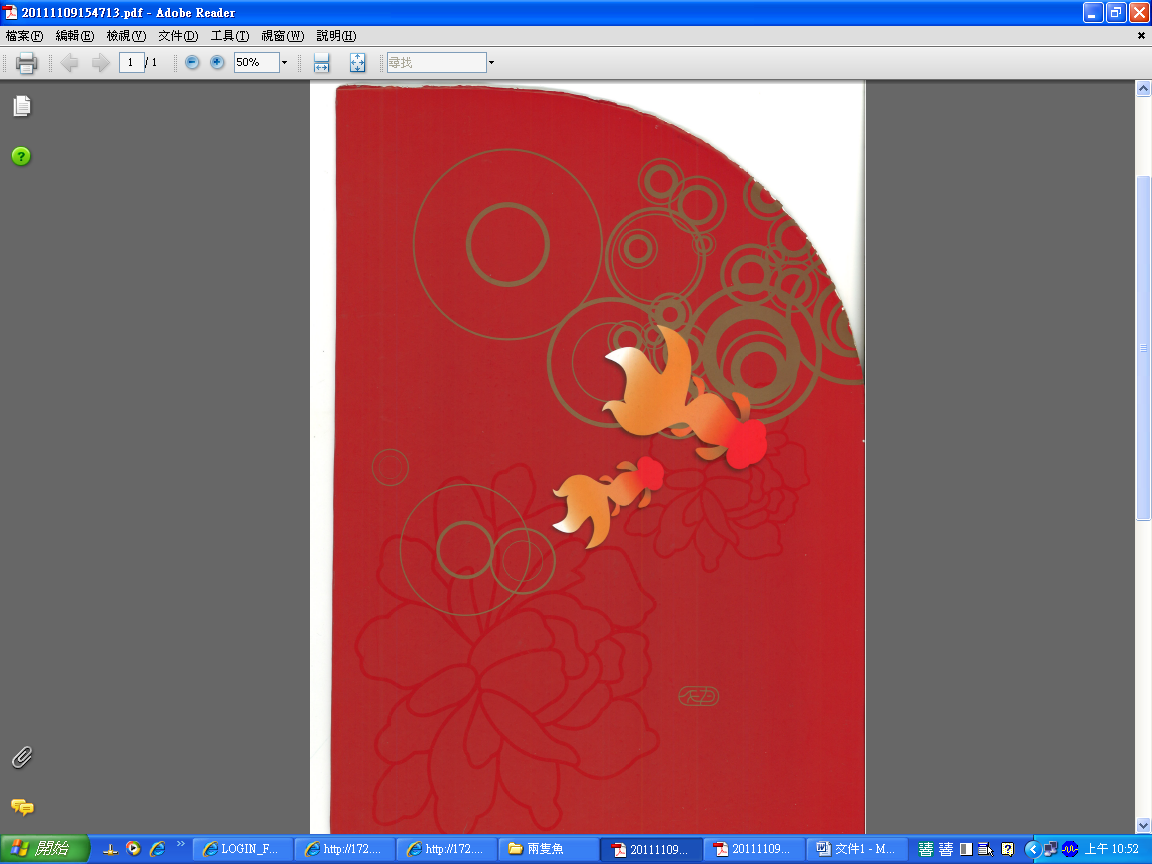 20111109154713.pdf - Adobe Reader
檔案(F) 編輯(E) 檢視(V) 文件(D) 工具(T) 視窗(W) 說明(H)
1 / 1 50% 尋找
開始 LOGIN_F... http://172.... http://172.... 兩隻魚 20111109... 20111109... 文件1 - M... 上午 10:52